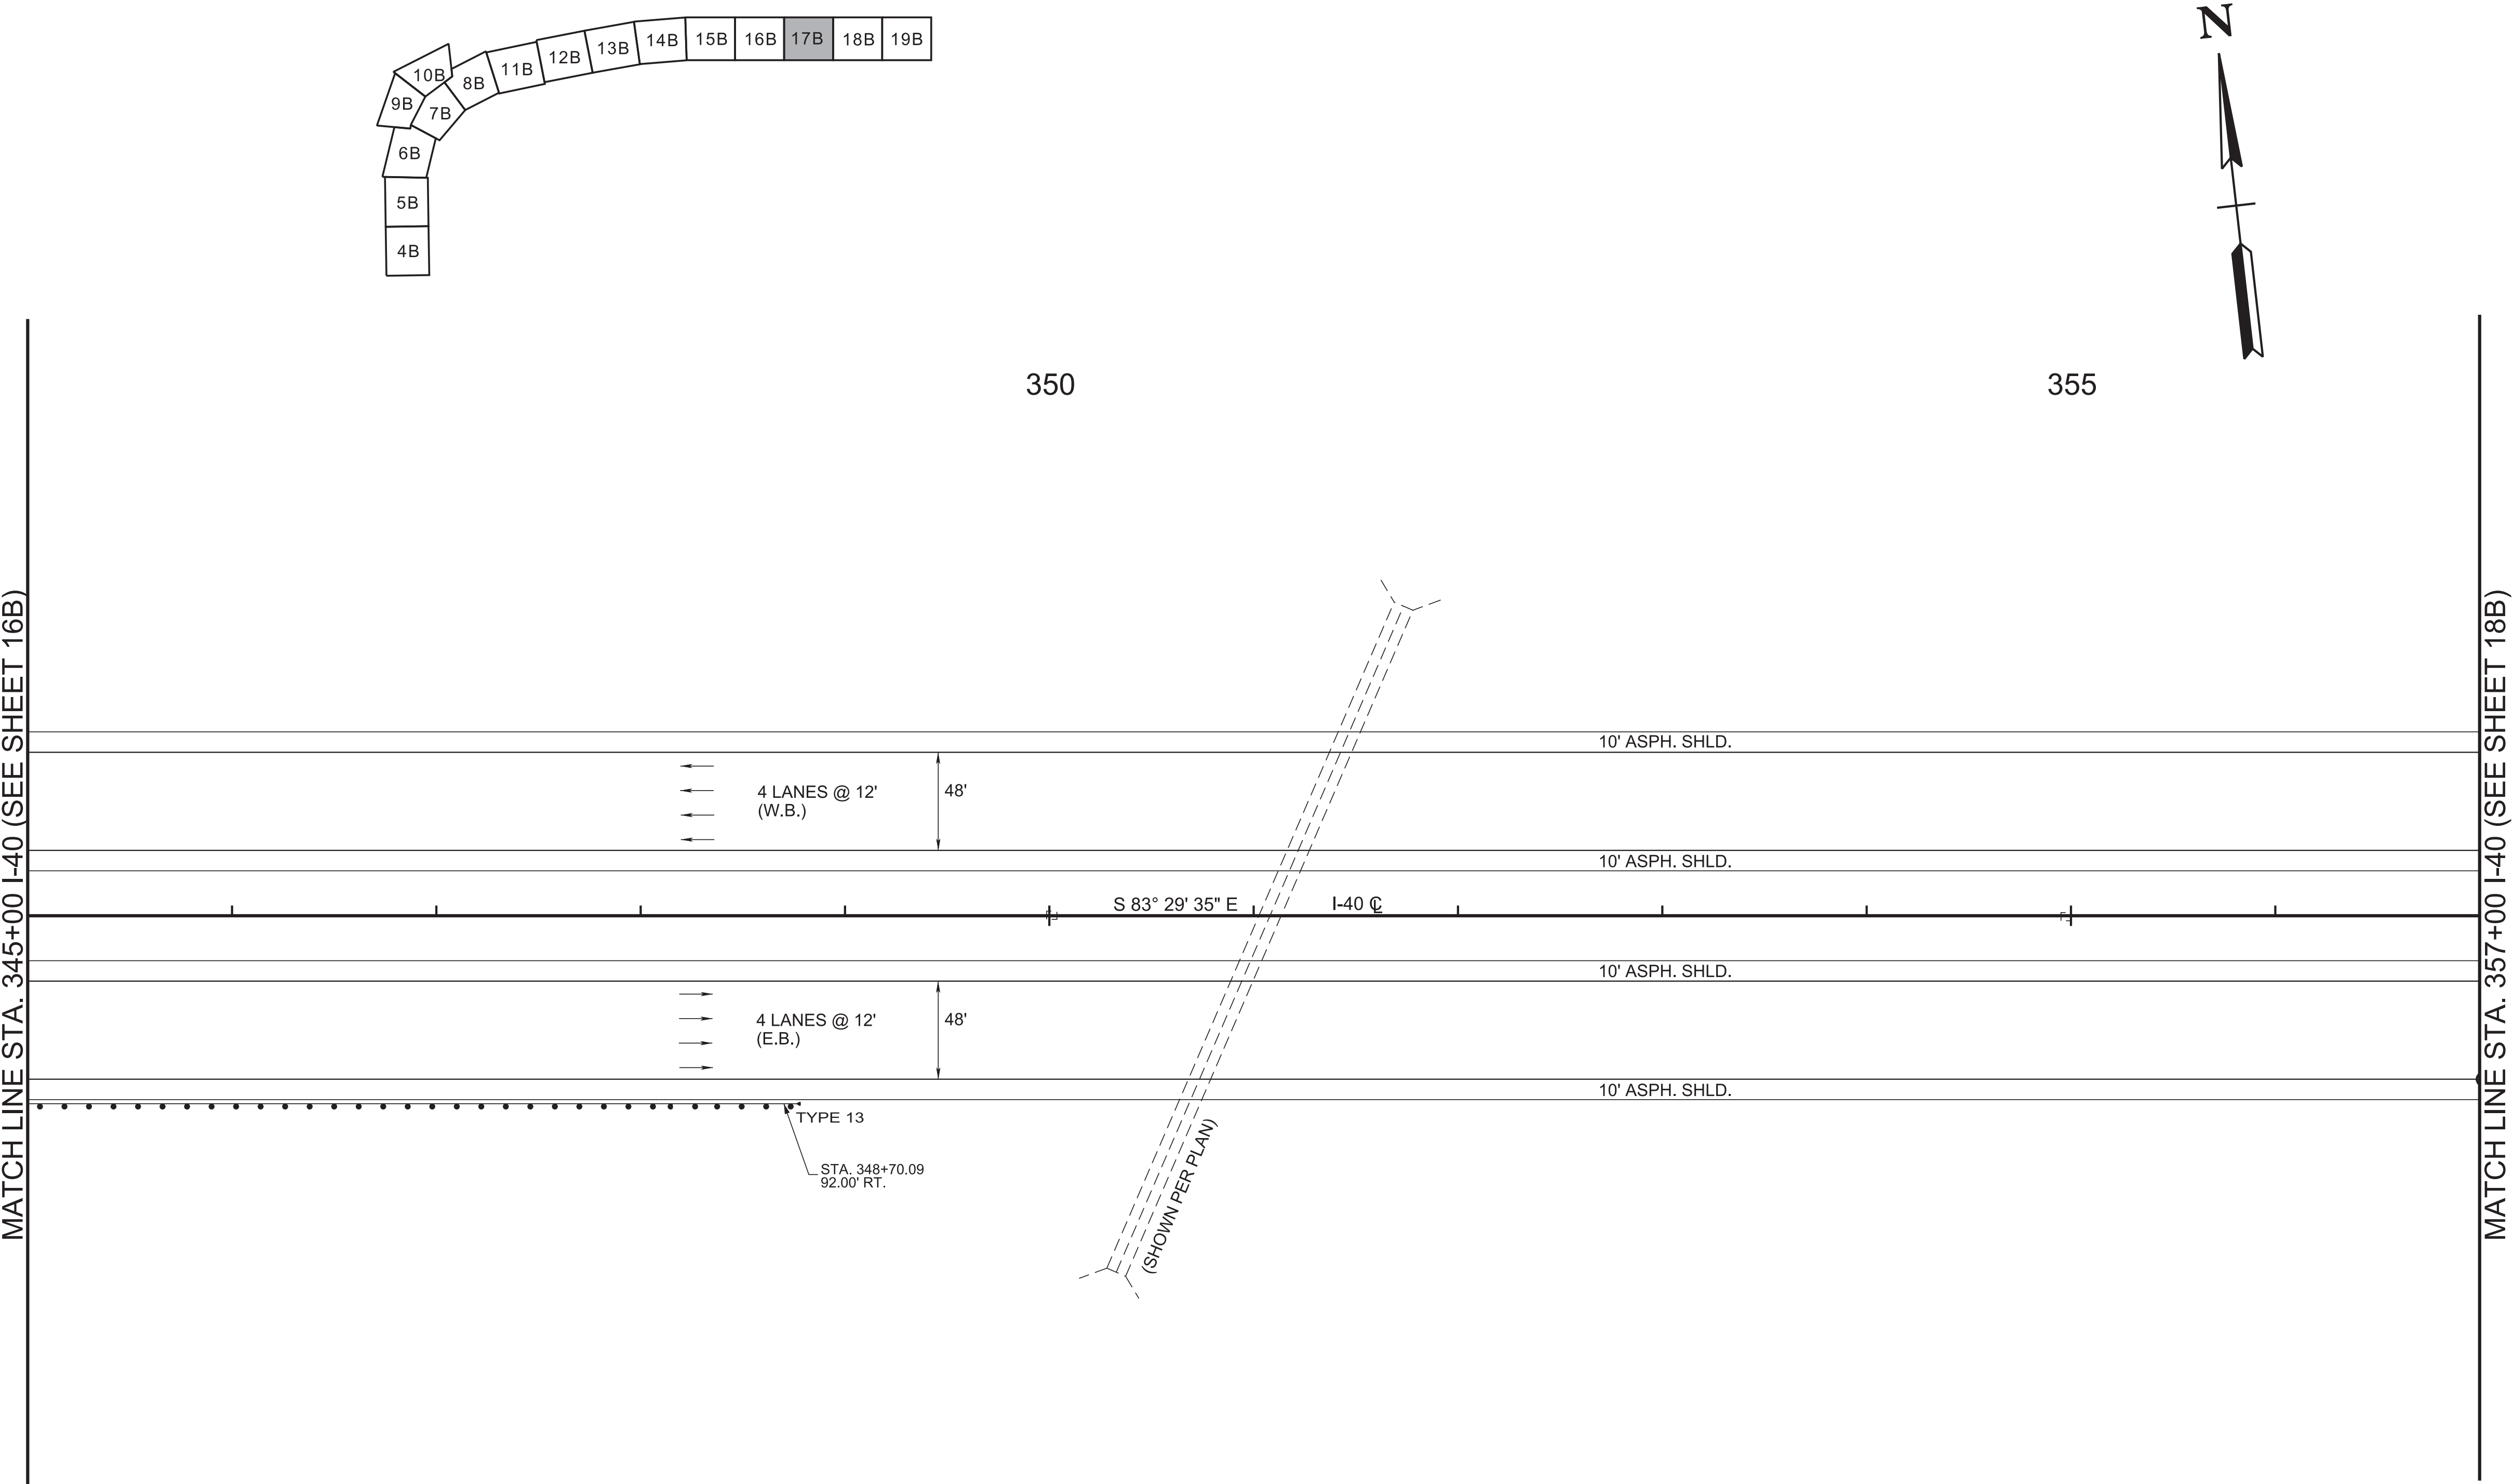 10B
9B
7B
8B
11B
12B
13B
14B
15B
16B
17B
18B
19B
6B
5B
4B
N
350
355
MATCH LINE STA. 345+00 I-40 (SEE SHEET 16B)
MATCH LINE STA. 357+00 I-40 (SEE SHEET 18B)
10' ASPH. SHLD.
4 LANES @ 12'
(W.B.)
48'
10' ASPH. SHLD.
S 83° 29' 35" E
I-40 ℄
10' ASPH. SHLD.
4 LANES @ 12'
(E.B.)
48'
10' ASPH. SHLD.
TYPE 13
STA. 348+70.09
92.00' RT.
(SHOWN PER PLAN)